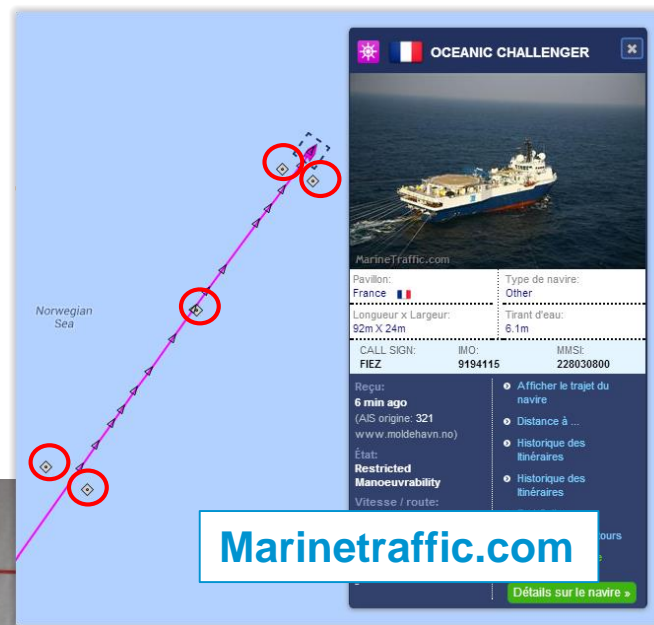 Norwegian
Sea
OCEANIC CHALLENGER
MarineTraffic.com
Pavillon:
France
Type de navire:
Other
Longueur x Largeur:
92m X 24m
Tirant d'eau:
6.1m
CALL SIGN:
FIEZ
IMO:
9194115
MMSI:
228030800
Reçu:
6 min ago
(AIS origine: 321
www.moldehavn.no)
État:
Restricted
Manoeuvrability
Vitesse / route:
Afficher le trajet du
navire
Distance à ...
Historique des
Itinéraires
Historique des
Itinéraires
Marinetraffic.com
Détails sur le navire »